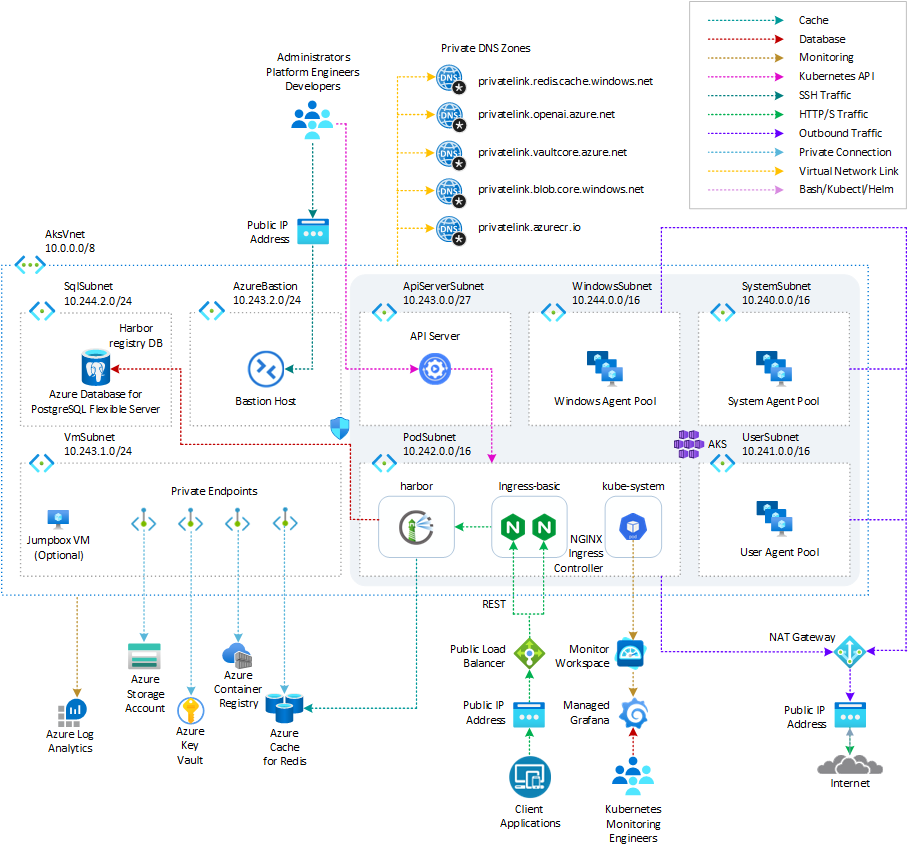 Cache
Database
Monitoring
Kubernetes API
SSH Traffic
HTTP/S Traffic
Outbound Traffic
Private Connection
Virtual Network Link
Bash/Kubectl/Helm
Administrators
Platform Engineers
Developers
Private DNS Zones
DNS
privatelink.redis.cache.windows.net
DNS
privatelink.openai.azure.net
DNS
privatelink.vaultcore.azure.net
DNS
privatelink.blob.core.windows.net
DNS
privatelink.azurecr.io
Public IP
Address
AksVnet
10.0.0.0/8
SqlSubnet
10.244.2.0/24
AzureBastion
10.243.2.0/24
ApiServerSubnet
10.243.0.0/27
WindowsSubnet
10.244.0.0/16
SystemSubnet
10.240.0.0/16
Harbor
registry DB
Azure Database for
PostgreSQL Flexible Server
Bastion Host
API Server
Windows Agent Pool
System Agent Pool
VmSubnet
10.243.1.0/24
PodSubnet
10.242.0.0/16
AKS
UserSubnet
10.241.0.0/16
Private Endpoints
Jumpbox VM
(Optional)
harbor
Ingress-basic
N
N
NGINX
Ingress
Controller
kube-system
pod
User Agent Pool
REST
Azure
Storage
Account
Azure
Key
Vault
Azure
Container
Registry
Azure
Cache
for Redis
Azure Log
Analytics
Public Load
Balancer
Public IP
Address
Client
Applications
Monitor
Workspace
Managed
Grafana
Kubernetes
Monitoring
Engineers
NAT Gateway
Public IP
Address
Internet